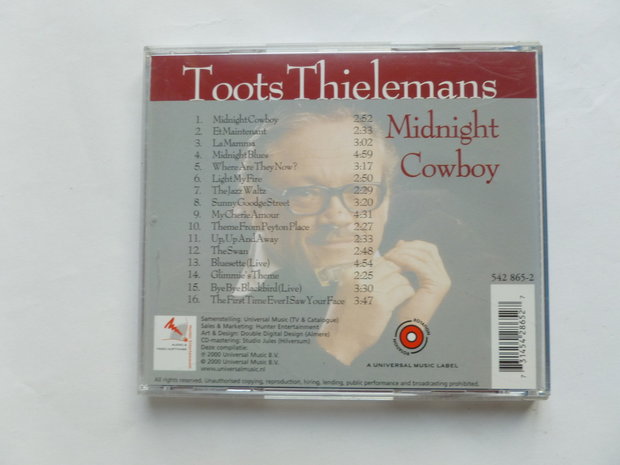 Toots Thielemans
Midnight
Cowboy
1. Midnight Cowboy 2:52
2. Et Maintenant 2:33
3. La Mamma 3:02
4. Midnight Blues 4:59
5. Where Are They Now? 3:17
6. Light My Fire 2:50
7. The Jazz Waltz 2:29
8. Sunny Goodge Street 3:20
9. My Cherie Amour 4:31
10. Theme From Peyton Place 2:27
11. Up, Up And Away 2:33
12. The Swan 2:48
13. Bluesette (Live) 4:54
14. Glimmie's Theme 2:25
15. Bye Bye Blackbird (Live) 3:30
16. The First Time Ever I Saw Your Face 3:47
542 865-2
7 31454 28652 7
Samenstelling: Universal Music (TV & Catalogue)
Sales & Marketing: Hunter Entertainment
Art & Design: Double Digital Design (Almere)
CD-mastering: Studio Jules (Hilversum)
Deze compilatie:
℗ 2000 Universal Music B.V.
© 2000 Universal Music B.V.
www.universalmusic.nl
A UNIVERSAL MUSIC LABEL
All rights reserved. Unauthorised copying, reproduction, hiring, lending, public performance and broadcasting prohibited.